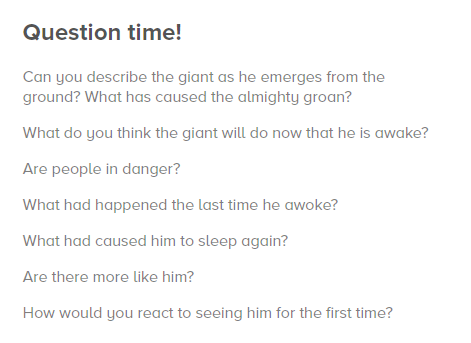 Question time!
Can you describe the giant as he emerges from the
ground? What has caused the almighty groan?
What do you think the giant will do now that he is awake?
Are people in danger?
What had happened the last time he awoke?
What had caused him to sleep again?
Are there more like him?
How would you react to seeing him for the first time?